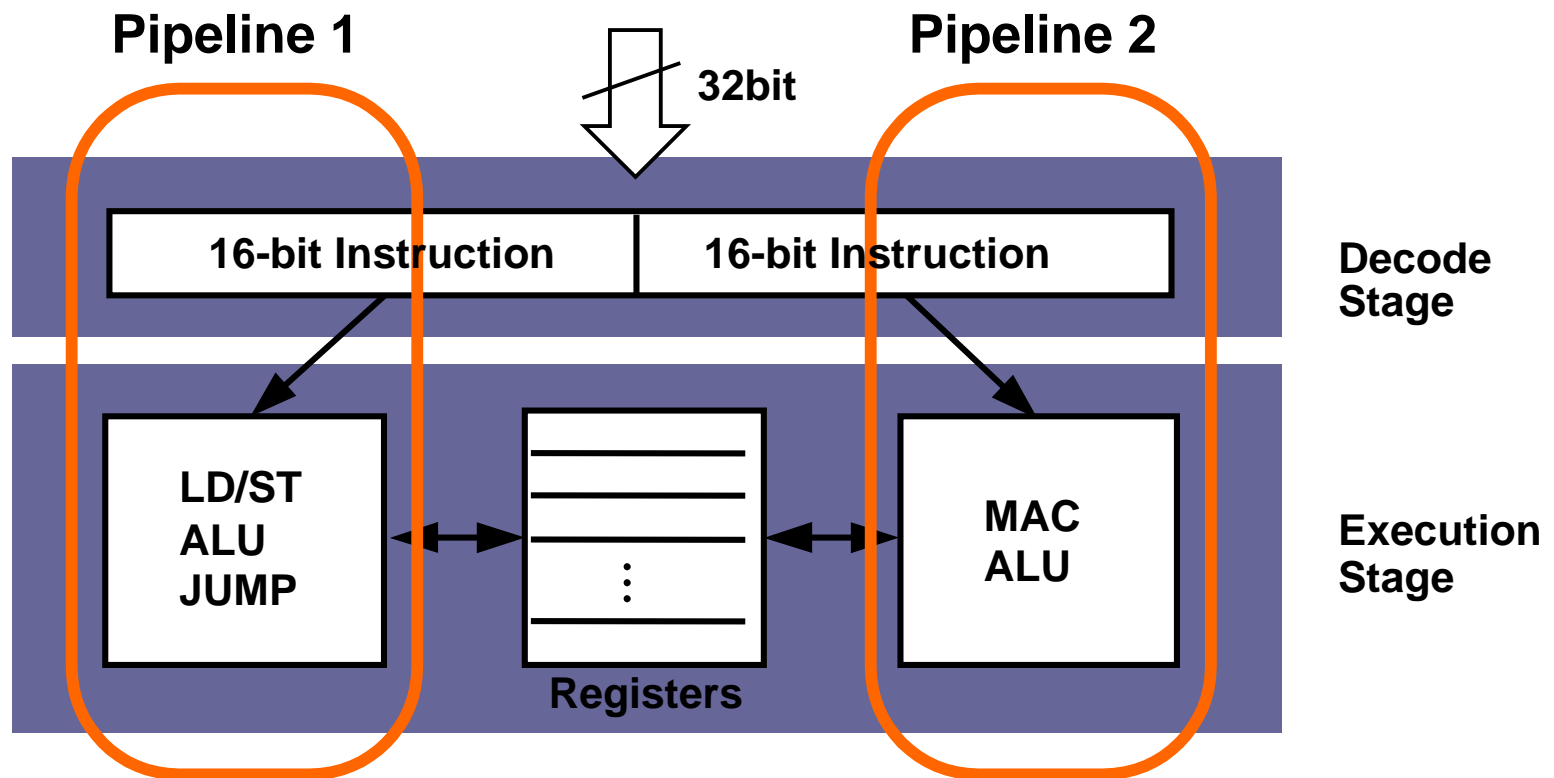 Pipeline 1
Pipeline 2
32bit
16-bit Instruction
16-bit Instruction
Decode
Stage
LD/ST
ALU
JUMP
MAC
ALU
Execution
Stage
Registers